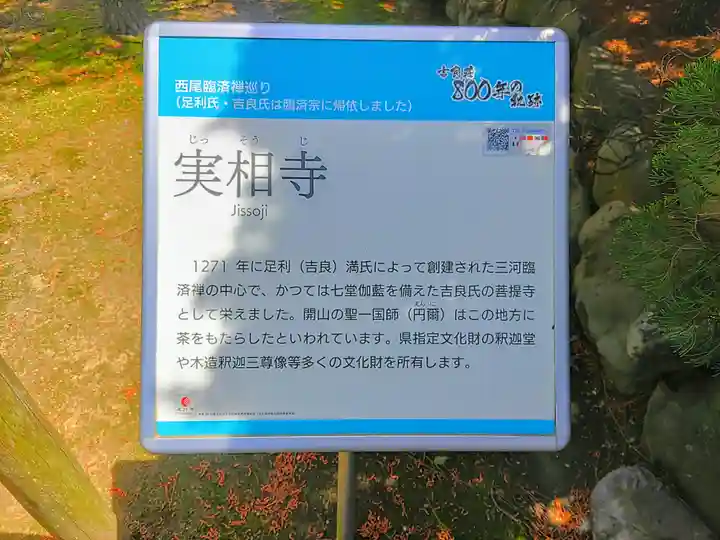 西尾臨済禅巡り
(足利氏・吉良氏は臨済宗に帰依しました)
吉良荘
800年の軌跡
じっ そう じ
実相寺
Jissoji
1271 年に足利(吉良)満氏によって創建された三河臨
済禅の中心で、かつては七堂伽藍を備えた吉良氏の菩提寺
として栄えました。開山の聖一国師(円爾)はこの地方に
えんに
茶をもたらしたといわれています。県指定文化財の釈迦堂
や木造釈迦三尊像等多くの文化財を所有します。